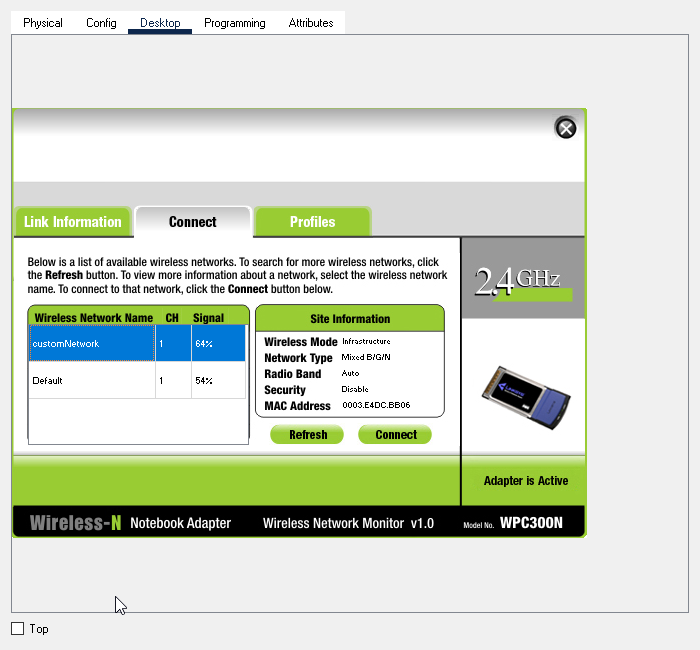 Physical Config Desktop Programming Attributes
Link Information Connect Profiles
Below is a list of available wireless networks. To search for more wireless networks, click
the Refresh button. To view more information about a network, select the wireless network
name. To connect to that network, click the Connect button below.
2.4GHz
Wireless Network Name CH Signal
customNetwork 1 64%
Default 1 54%
Site Information
Wireless Mode Infrastructure
Network Type Mixed B/G/N
Radio Band Auto
Security Disable
MAC Address 0003.E4DC.BB06
Refresh Connect
Adapter is Active
Wireless-N Notebook Adapter Wireless Network Monitor v1.0 Model No. WPC300N
Top